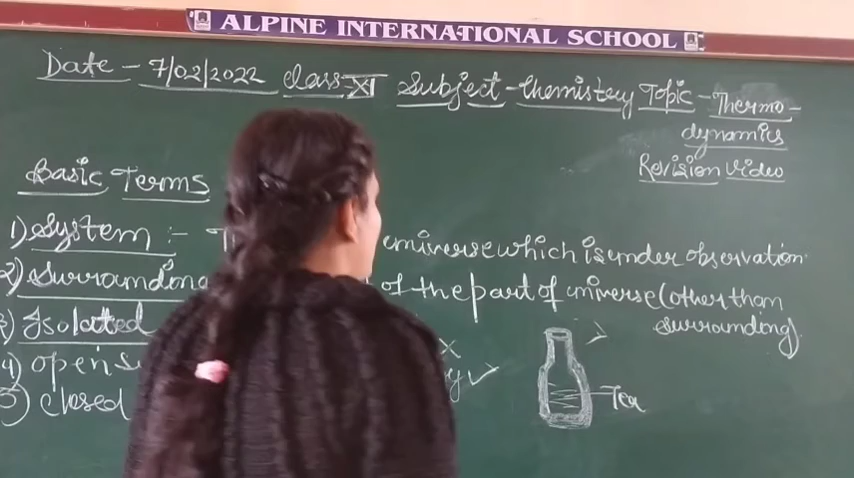 ALPINE INTERNATIONAL SCHOOL
Date - 7/02/2022 Class-XI Subject - Chemistry Topic - Thermo-
dynamics
Revision Video
Basic Terms
1) System :- universe which is under observation
2) Surrounding of the part of universe (other than
surrounding)
3) Isolated
4) open
5) closed
Tea